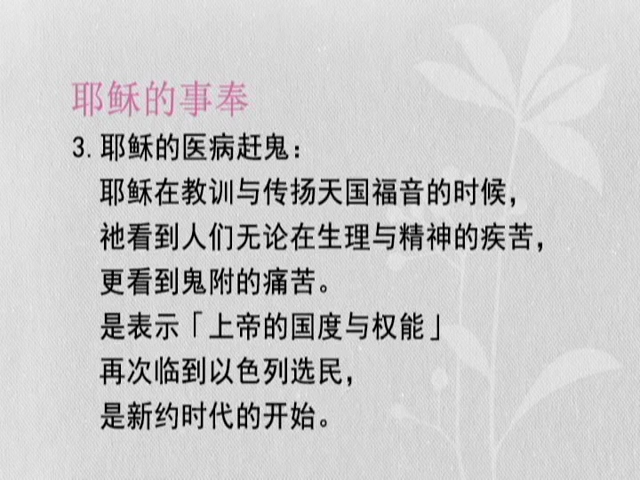 耶稣的事奉
3.耶稣的医病赶鬼：
耶稣在教训与传扬天国福音的时候，
祂看到人们无论在生理与精神的疾苦，
更看到鬼附的痛苦。
是表示「上帝的国度与权能」
再次临到以色列选民，
是新约时代的开始。